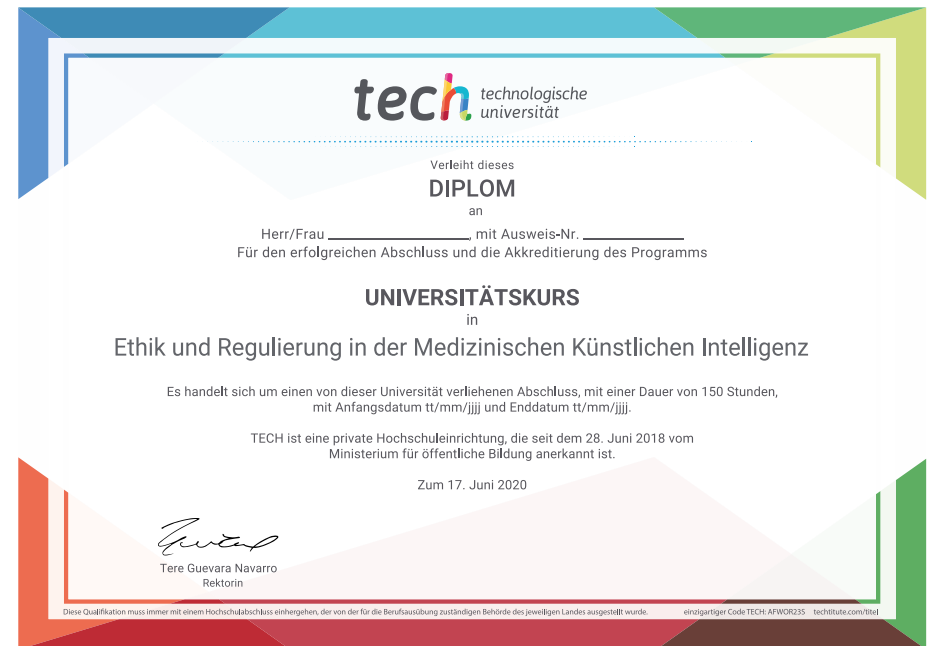 tech technologische
universität
Verleiht dieses
DIPLOM
an
Herr/Frau ____________, mit Ausweis-Nr. ____________
Für den erfolgreichen Abschluss und die Akkreditierung des Programms
UNIVERSITÄTSKURS
in
Ethik und Regulierung in der Medizinischen Künstlichen Intelligenz
Es handelt sich um einen von dieser Universität verliehenen Abschluss, mit einer Dauer von 150 Stunden,
mit Anfangsdatum tt/mm/jjjj und Enddatum tt/mm/jjjj.
TECH ist eine private Hochschuleinrichtung, die seit dem 28. Juni 2018 vom
Ministerium für öffentliche Bildung anerkannt ist.
Zum 17. Juni 2020
Tere Guevara Navarro
Rektorin
Diese Qualifikation muss immer mit einem Hochschulabschluss einhergehen, der von der für die Berufsausübung zuständigen Behörde des jeweiligen Landes ausgestellt wurde. einzigartiger Code TECH: AFWOR235 techtitute.com/titel